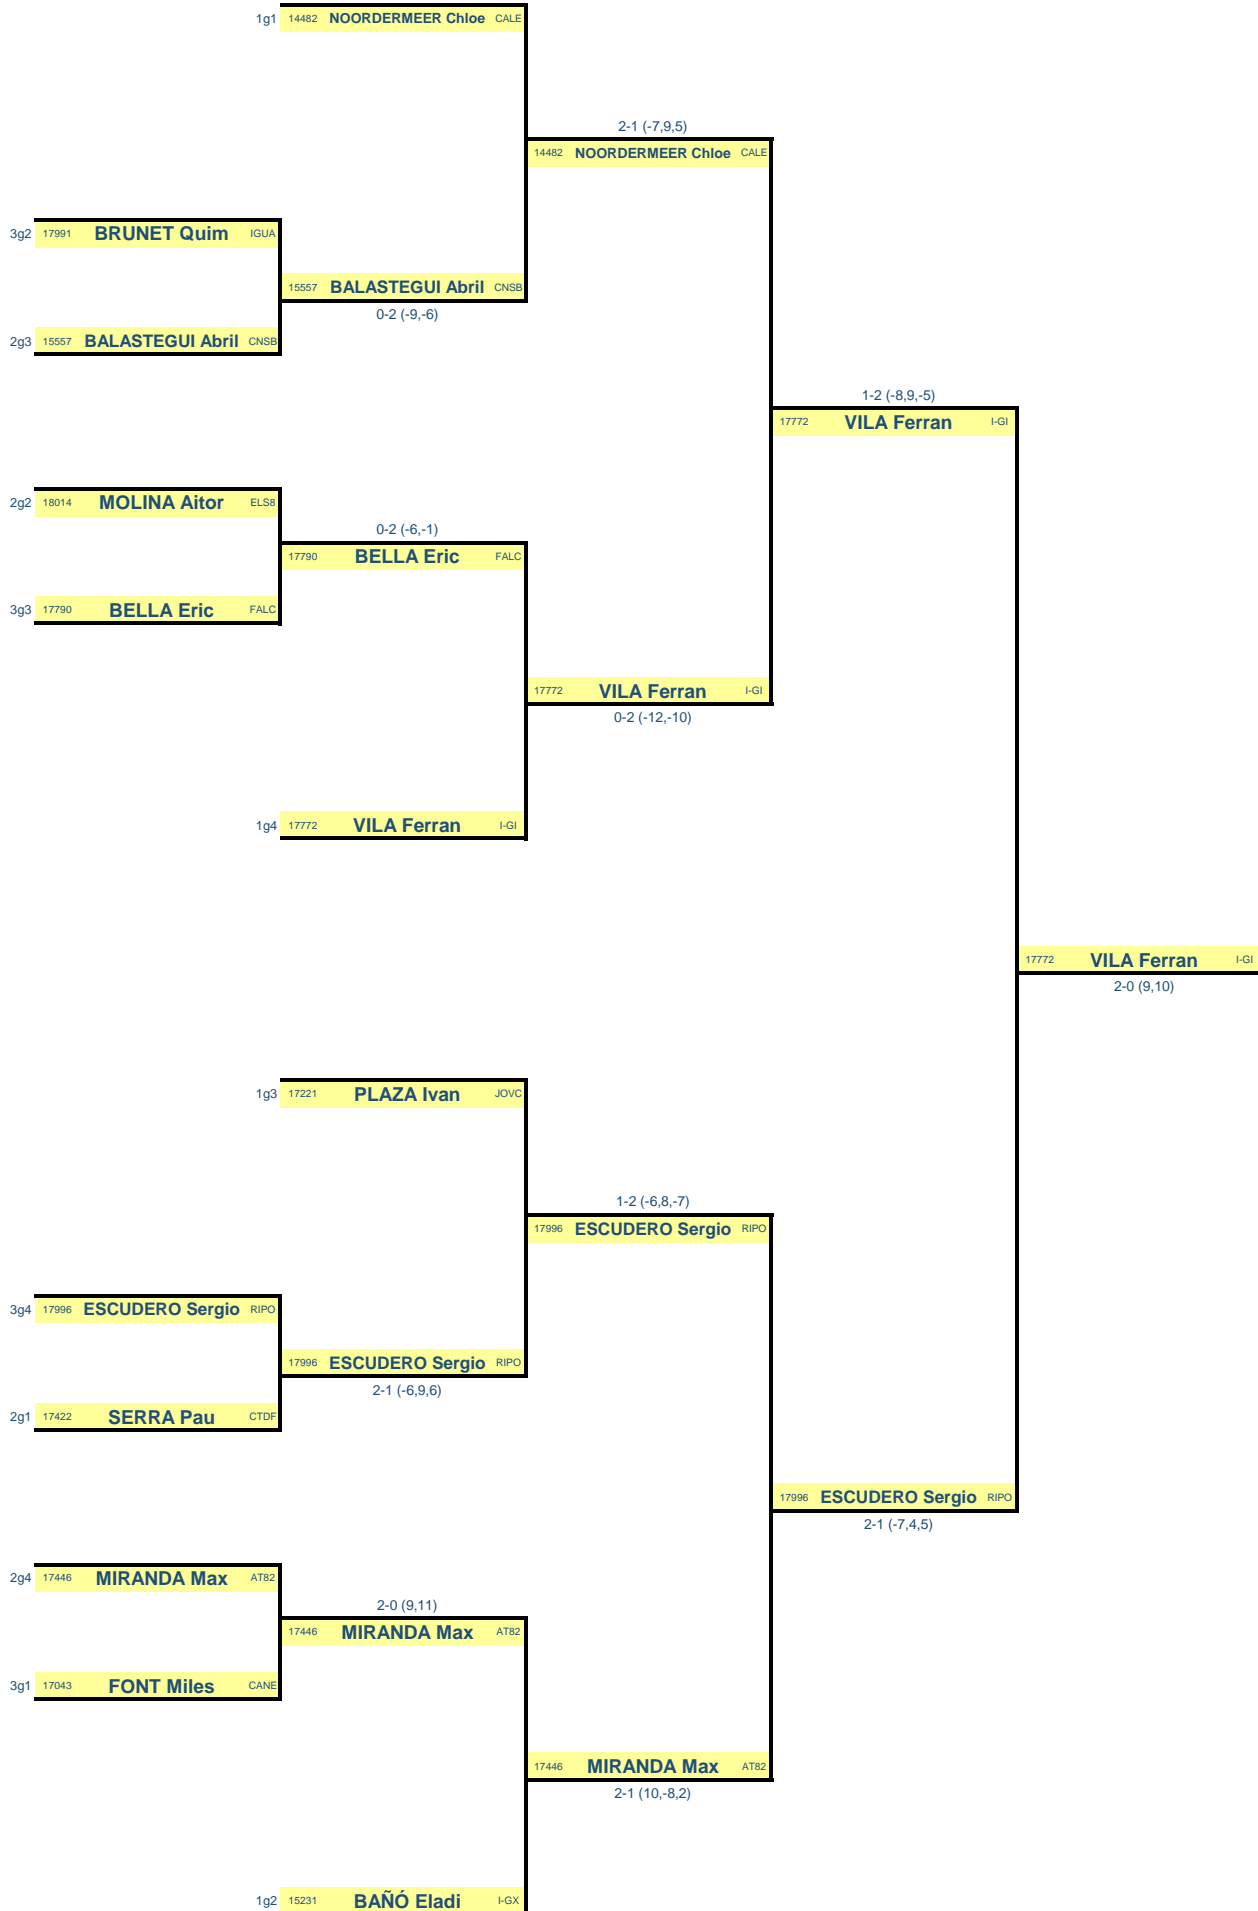 1g1 14482 NOORDERMEER Chloe CALE
2-1 (-7,9,5)
14482 NOORDERMEER Chloe CALE
3g2 17991 BRUNET Quim IGUA
15557 BALASTEGUI Abril CNSB
0-2 (-9,-6)
2g3 15557 BALASTEGUI Abril CNSB
1-2 (-8,9,-5)
17772 VILA Ferran I-GI
2g2 18014 MOLINA Aitor ELS8
0-2 (-6,-1)
17790 BELLA Eric FALC
3g3 17790 BELLA Eric FALC
17772 VILA Ferran I-GI
0-2 (-12,-10)
1g4 17772 VILA Ferran I-GI
17772 VILA Ferran I-GI
2-0 (9,10)
1g3 17221 PLAZA Ivan JOVC
1-2 (-6,8,-7)
17996 ESCUDERO Sergio RIPO
3g4 17996 ESCUDERO Sergio RIPO
17996 ESCUDERO Sergio RIPO
2-1 (-6,9,6)
2g1 17422 SERRA Pau CTDF
17996 ESCUDERO Sergio RIPO
2-1 (-7,4,5)
2g4 17446 MIRANDA Max AT82
2-0 (9,11)
17446 MIRANDA Max AT82
3g1 17043 FONT Miles CANE
17446 MIRANDA Max AT82
2-1 (10,-8,2)
1g2 15231 BAÑÓ Eladi I-GX